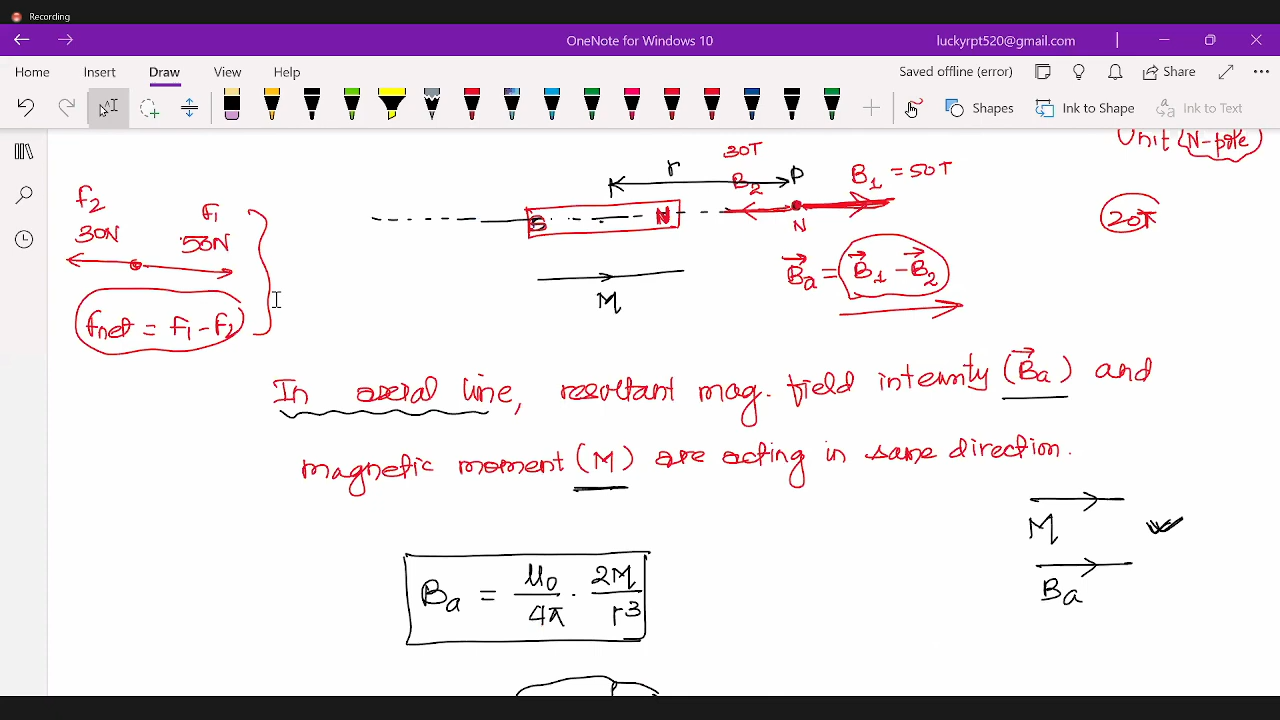 Recording
OneNote for Windows 10
luckyrpt520@gmail.com
Home Insert Draw View Help
Saved offline (error)
Share
Shapes
Ink to Shape
Ink to Text
Unit (N-pole)
30T
r
B2
P
B1 = 50T
S
N
N
20T
f2
30N
f1
50N
Ba = B1 - B2
M
fnet = f1 - f2
In axial line, resultant mag. field intensity (Ba) and
magnetic moment (M) are acting in same direction.
M
Ba
Ba = μ0/4π · 2M/r³